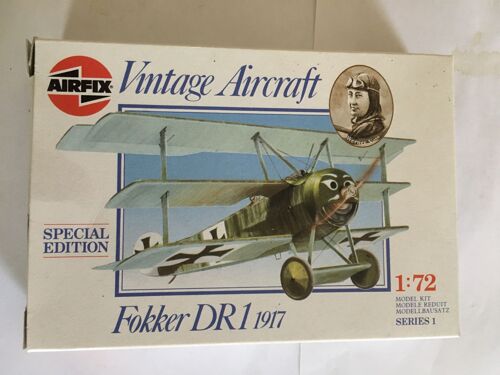 AIRFIX
Vintage Aircraft
SPECIAL
EDITION
1:72
MODEL KIT
MODELE REDUIT
MODELLBAUSATZ
SERIES 1
Fokker DR1 1917